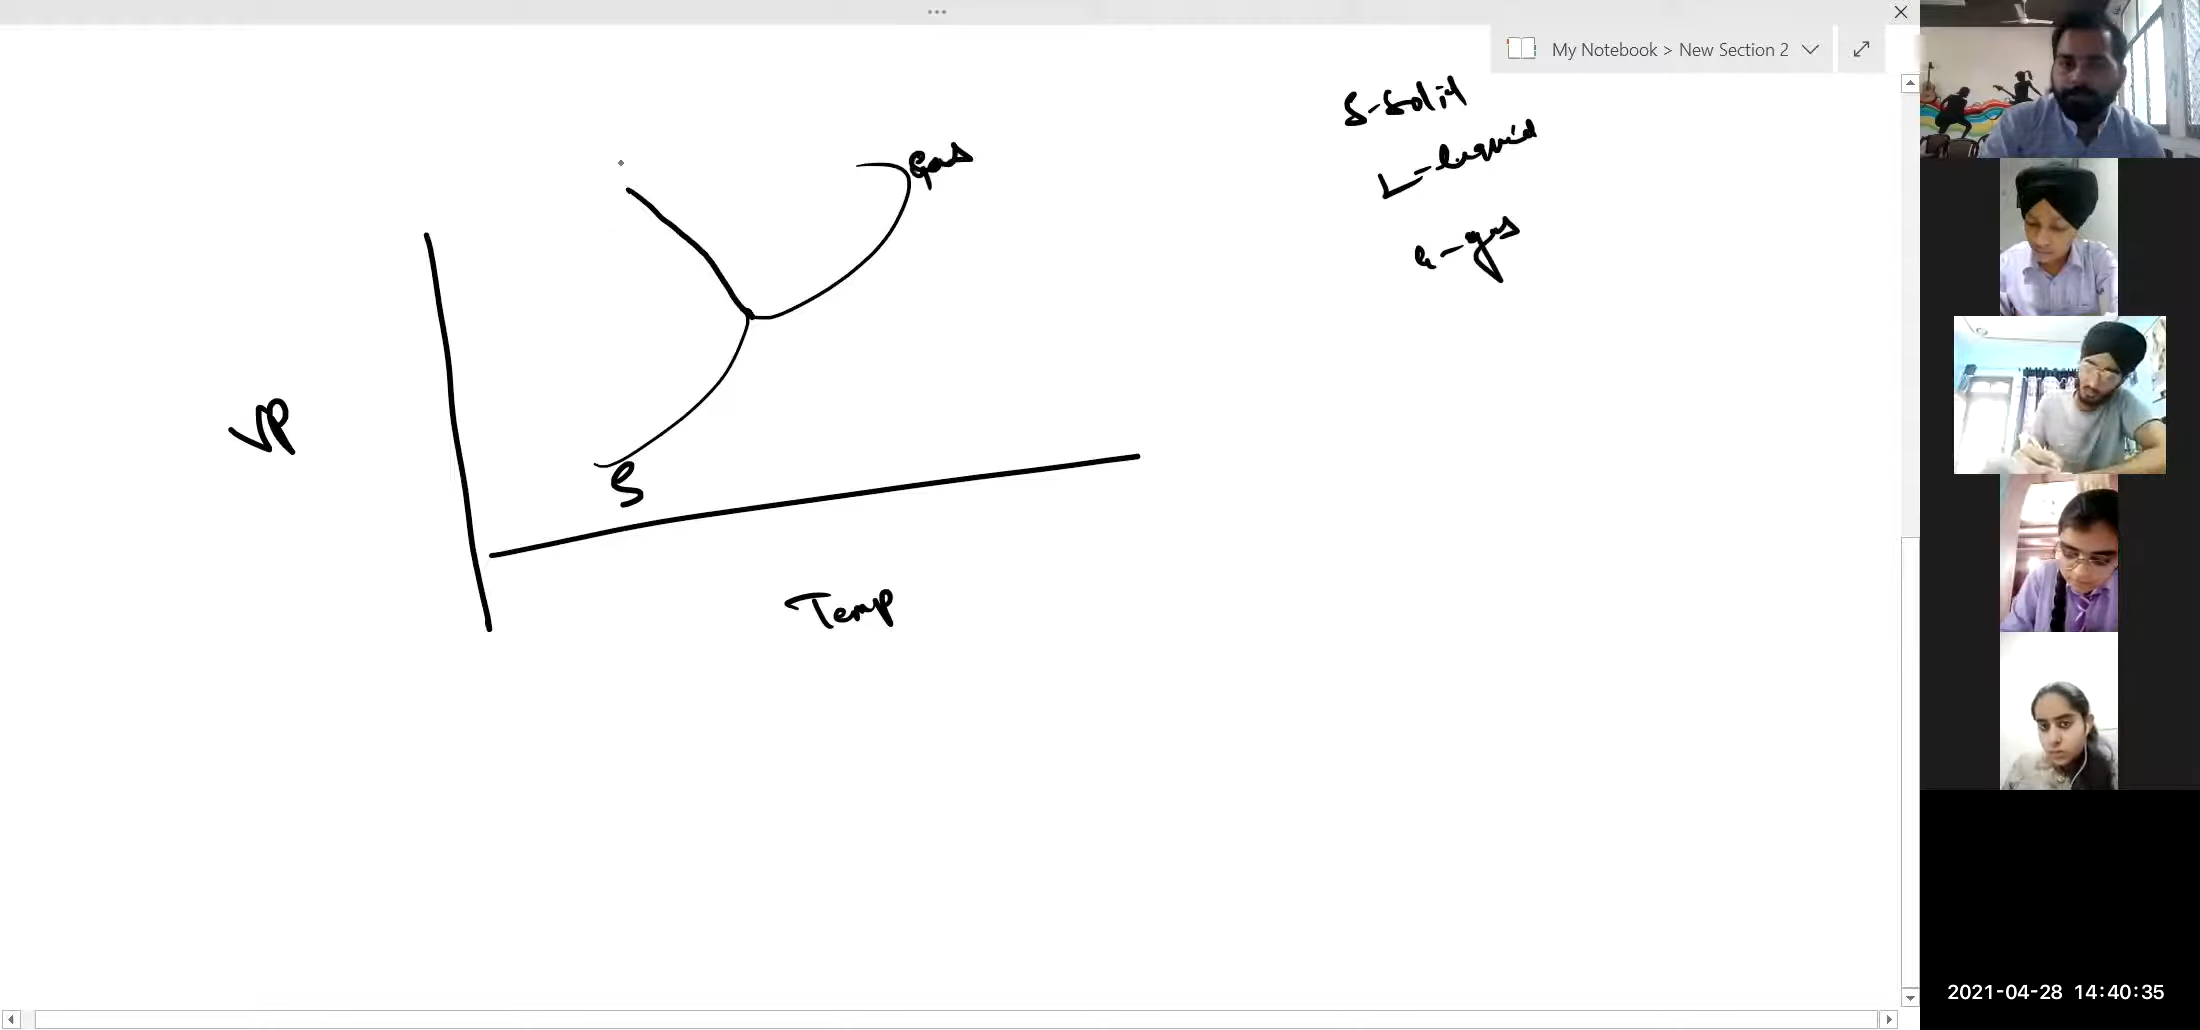 My Notebook > New Section 2
S-solid
L-liquid
G-gas
Gas
VP
S
Temp
2021-04-28 14:40:35